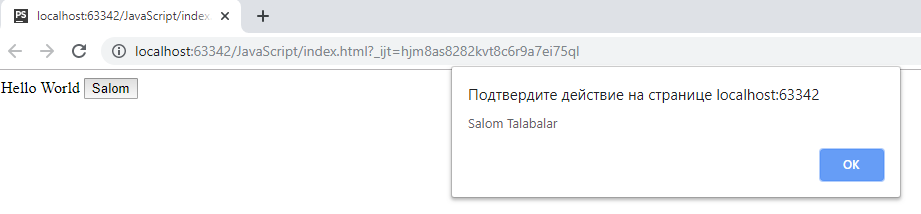 PS localhost:63342/JavaScript/index
localhost:63342/JavaScript/index.html?_ijt=hjm8as8282kvt8c6r9a7ei75ql
Hello World Salom
Подтвердите действие на странице localhost:63342
Salom Talabalar
OK